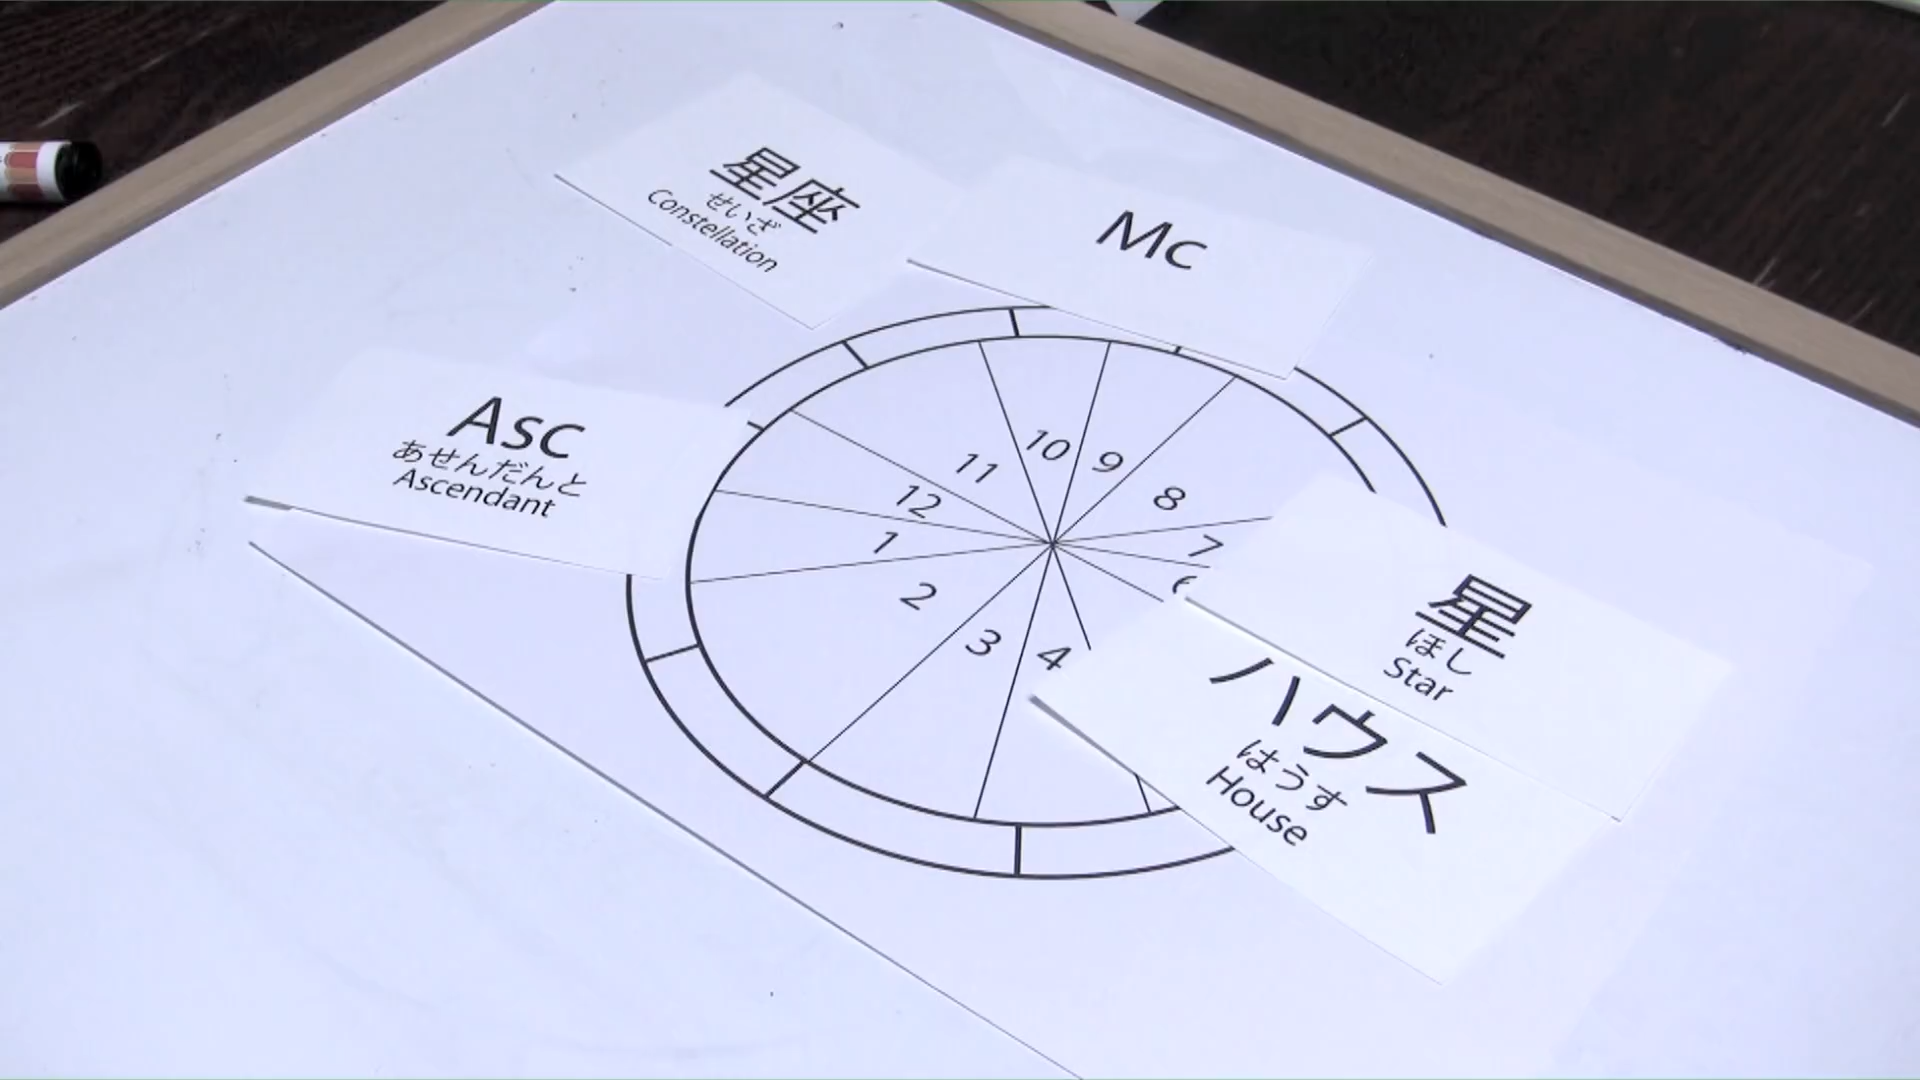 星座
せいざ
Constellation
Mc
Asc
あせんだんと
Ascendant
10
9
11
8
12
7
1
2
3
4
星
ほし
Star
ハウス
はうす
House